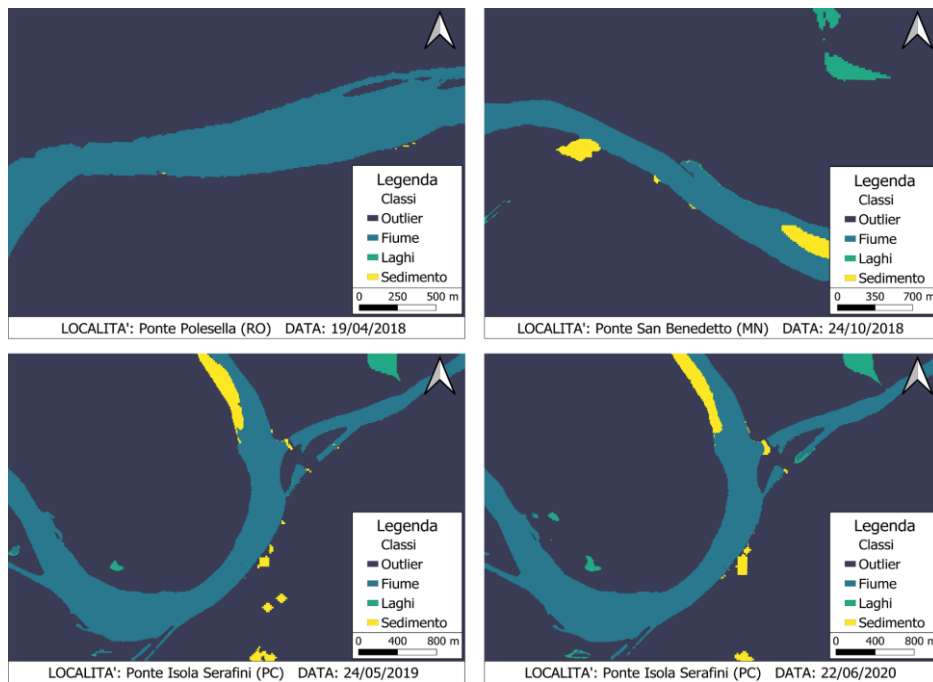 Legenda
Classi
Outlier
Fiume
Laghi
Sedimento
0 250 500 m
LOCALITA': Ponte Polesella (RO) DATA: 19/04/2018
Legenda
Classi
Outlier
Fiume
Laghi
Sedimento
0 350 700 m
LOCALITA': Ponte San Benedetto (MN) DATA: 24/10/2018
Legenda
Classi
Outlier
Fiume
Laghi
Sedimento
0 400 800 m
LOCALITA': Ponte Isola Serafini (PC) DATA: 24/05/2019
Legenda
Classi
Outlier
Fiume
Laghi
Sedimento
0 400 800 m
LOCALITA': Ponte Isola Serafini (PC) DATA: 22/06/2020